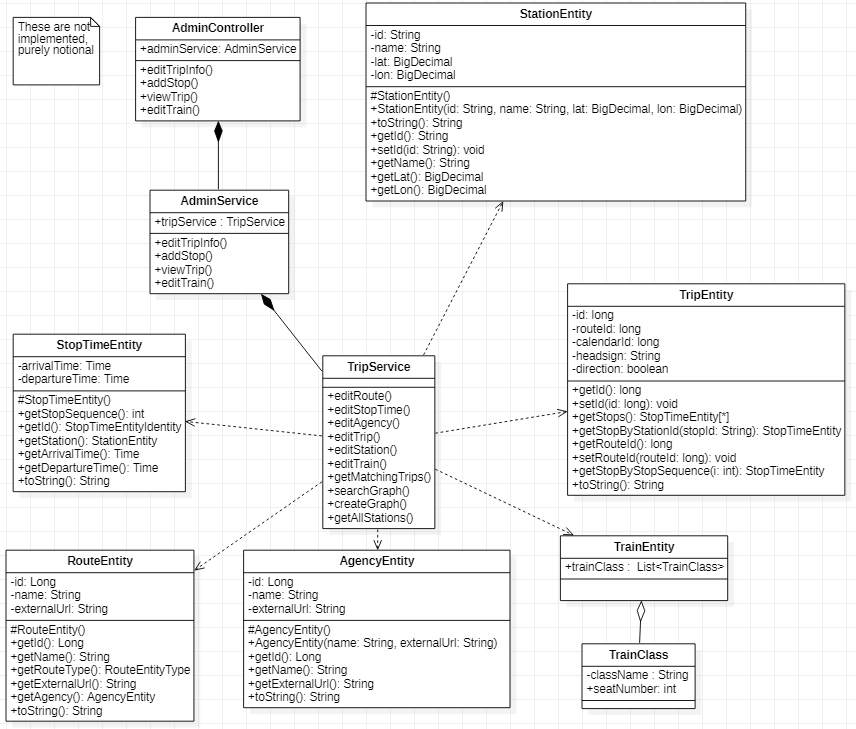 These are not
implemented,
purely notional
AdminController
+adminService: AdminService
+editTripInfo()
+addStop()
+viewTrip()
+editTrain()
StationEntity
-id: String
-name: String
-lat: BigDecimal
-lon: BigDecimal
#StationEntity()
+StationEntity(id: String, name: String, lat: BigDecimal, lon: BigDecimal)
+toString(): String
+getId(): String
+setId(id: String): void
+getName(): String
+getLat(): BigDecimal
+getLon(): BigDecimal
AdminService
+tripService : TripService
+editTripInfo()
+addStop()
+viewTrip()
+editTrain()
TripEntity
-id: long
-routeId: long
-calendarId: long
-headsign: String
-direction: boolean
+getId(): long
+setId(id: long): void
+getStops(): StopTimeEntity[*]
+getStopByStationId(stopId: String): StopTimeEntity
+getRouteId(): long
+setRouteId(routeId: long): void
+getStopByStopSequence(i: int): StopTimeEntity
+toString(): String
StopTimeEntity
-arrivalTime: Time
-departureTime: Time
#StopTimeEntity()
+getStopSequence(): int
+getId(): StopTimeEntityIdentity
+getStation(): StationEntity
+getArrivalTime(): Time
+getDepartureTime(): Time
+toString(): String
TripService
+editRoute()
+editStopTime()
+editAgency()
+editTrip()
+editStation()
+editTrain()
+getMatchingTrips()
+searchGraph()
+createGraph()
+getAllStations()
RouteEntity
-id: Long
-name: String
-externalUrl: String
#RouteEntity()
+getId(): Long
+getName(): String
+getRouteType(): RouteEntityType
+getExternalUrl(): String
+getAgency(): AgencyEntity
+toString(): String
AgencyEntity
-id: Long
-name: String
-externalUrl: String
#AgencyEntity()
+AgencyEntity(name: String, externalUrl: String)
+getId(): Long
+getName(): String
+getExternalUrl(): String
+toString(): String
TrainEntity
+trainClass : List<TrainClass>
TrainClass
-className : String
+seatNumber: int